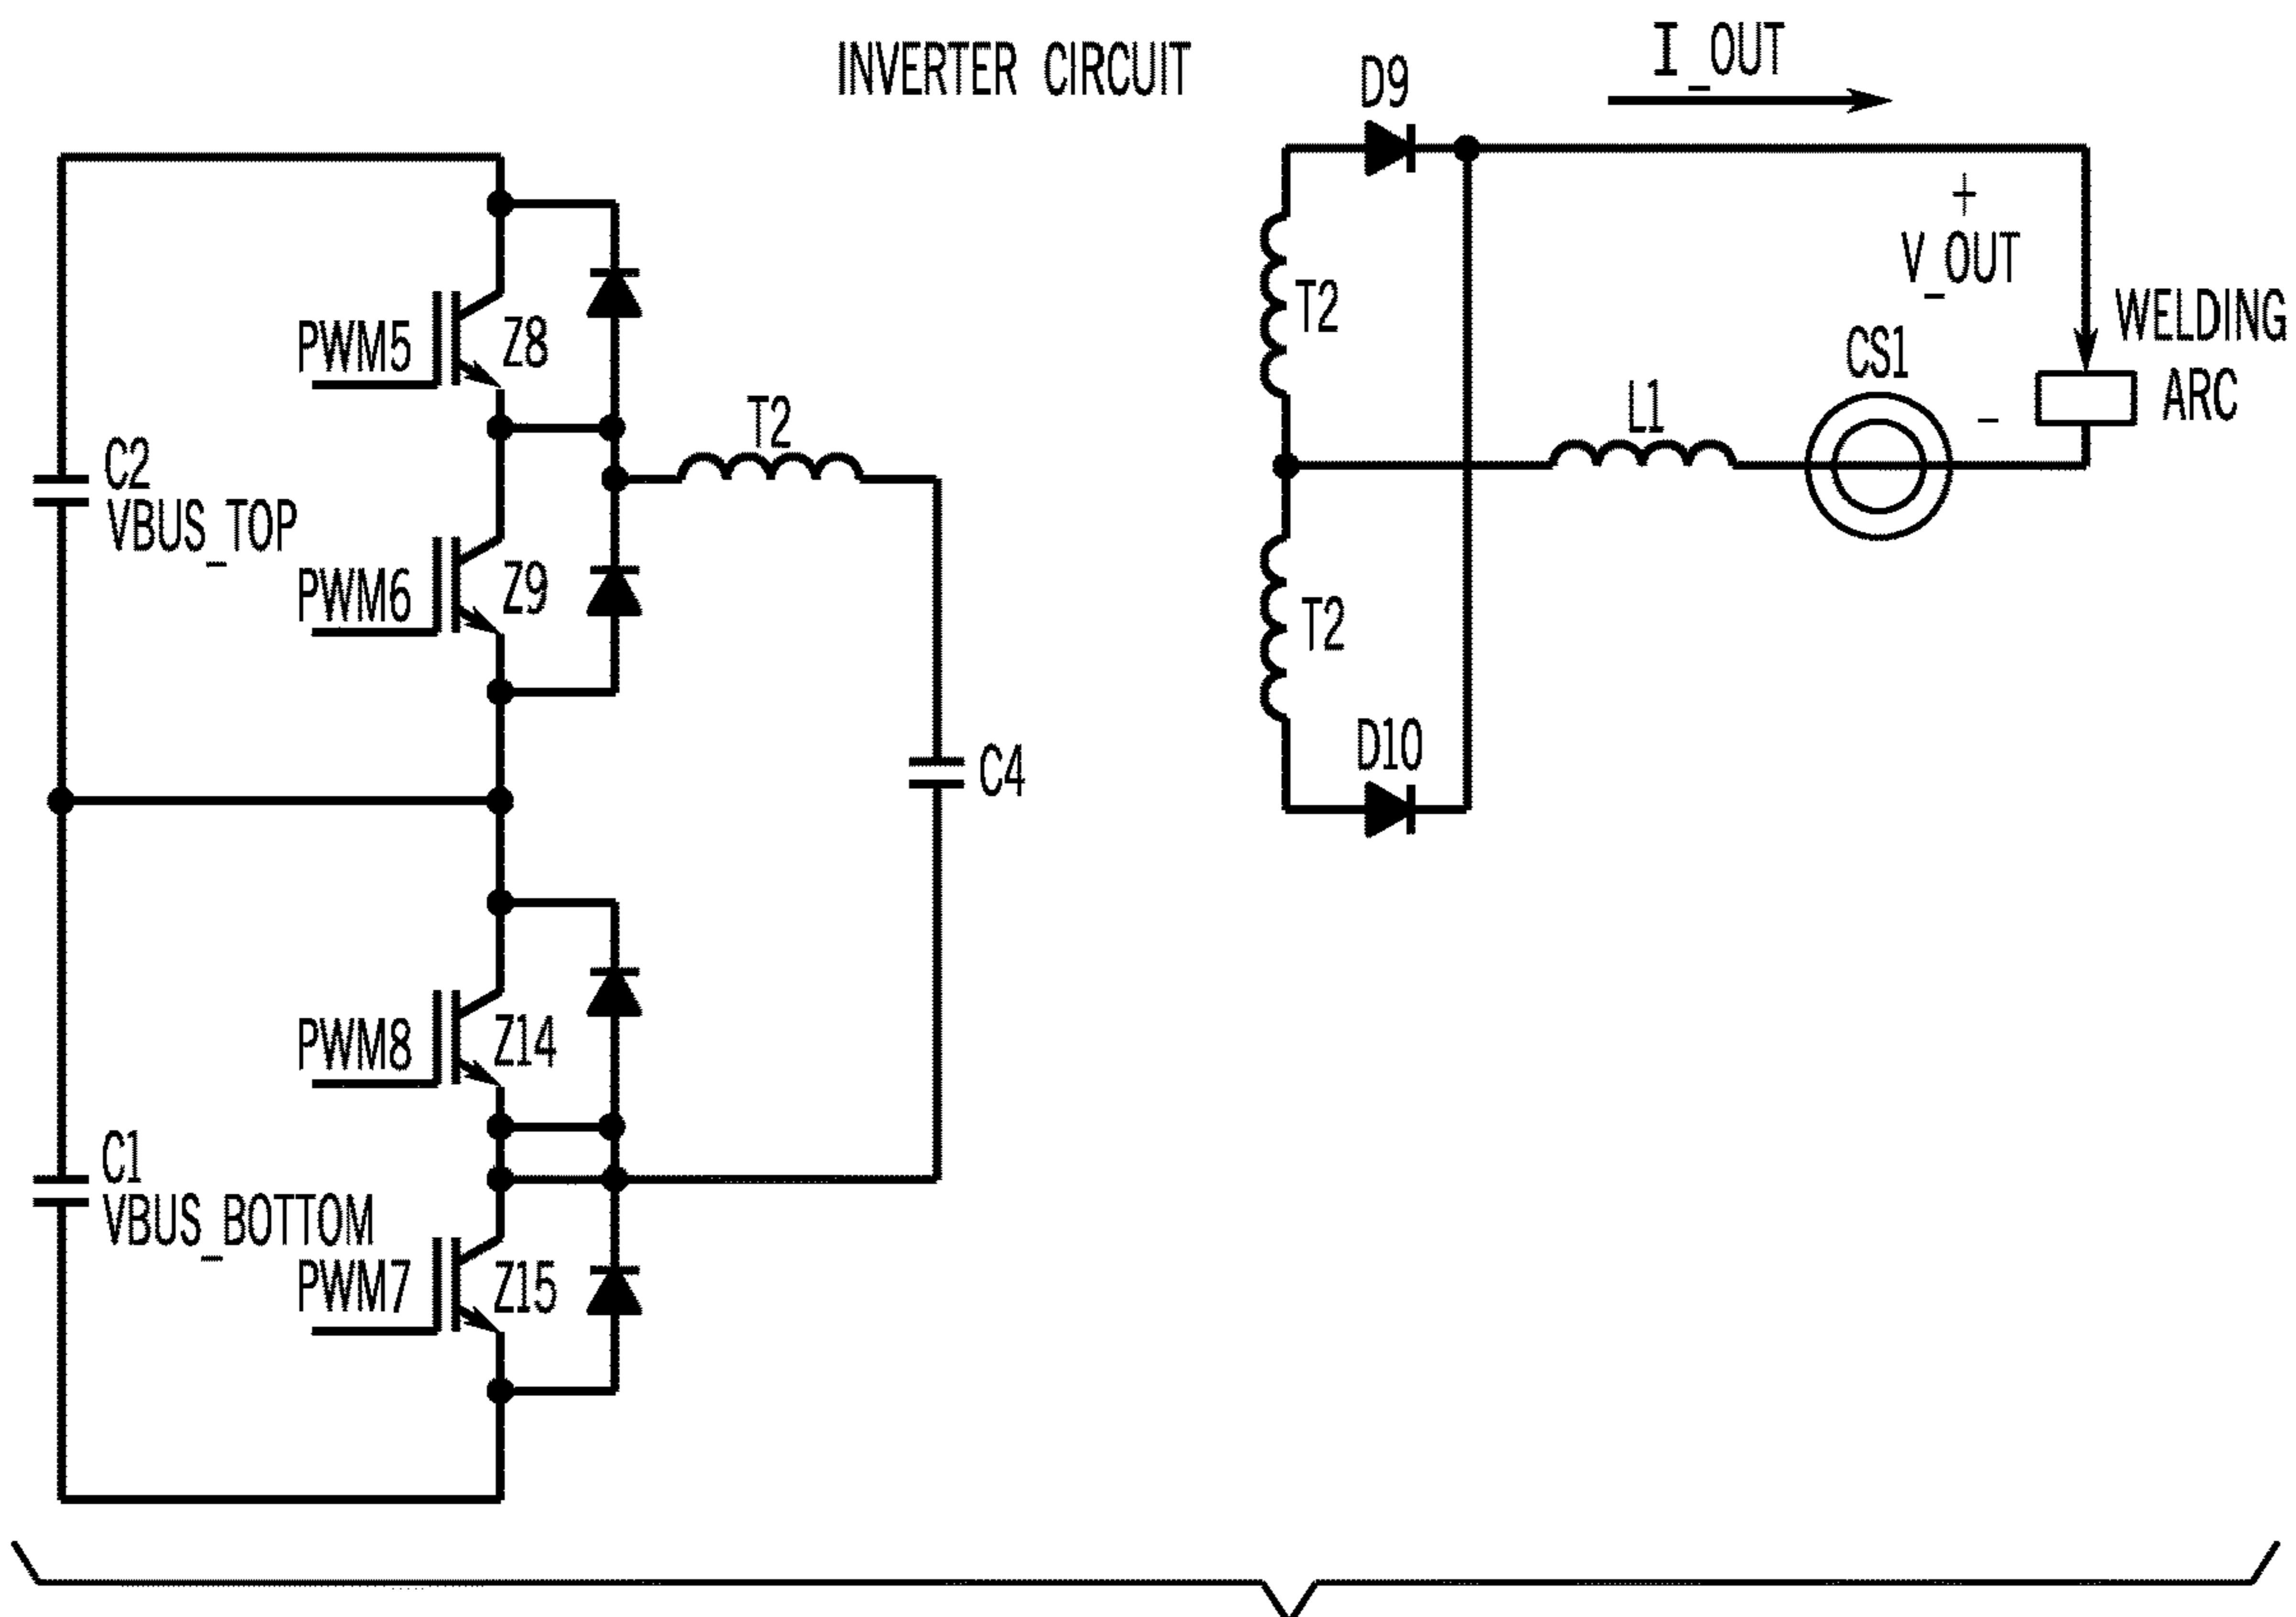 INVERTER CIRCUIT
I_OUT
D9
+
V_OUT
-
WELDING
ARC
CS1
L1
T2
T2
D10
PWM5
Z8
T2
C2
VBUS_TOP
PWM6
Z9
C4
PWM8
Z14
C1
VBUS_BOTTOM
PWM7
Z15